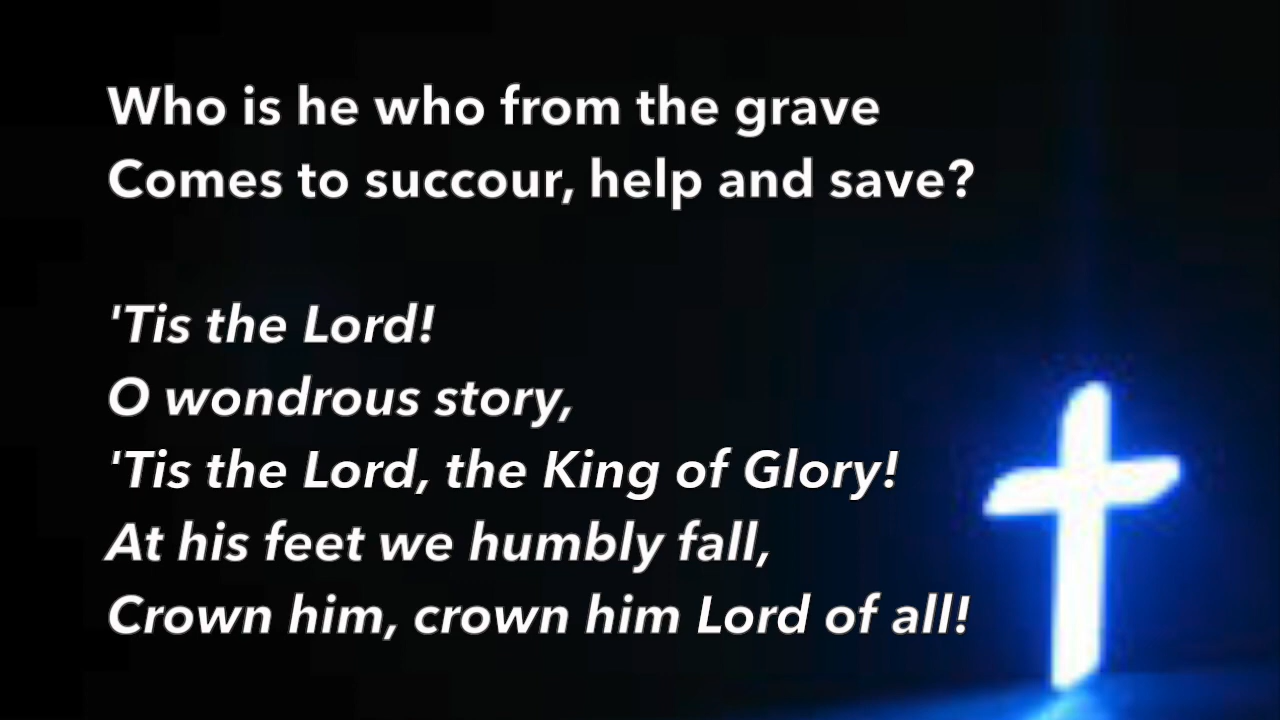 Who is he who from the grave
Comes to succour, help and save?
'Tis the Lord!
O wondrous story,
'Tis the Lord, the King of Glory!
At his feet we humbly fall,
Crown him, crown him Lord of all!